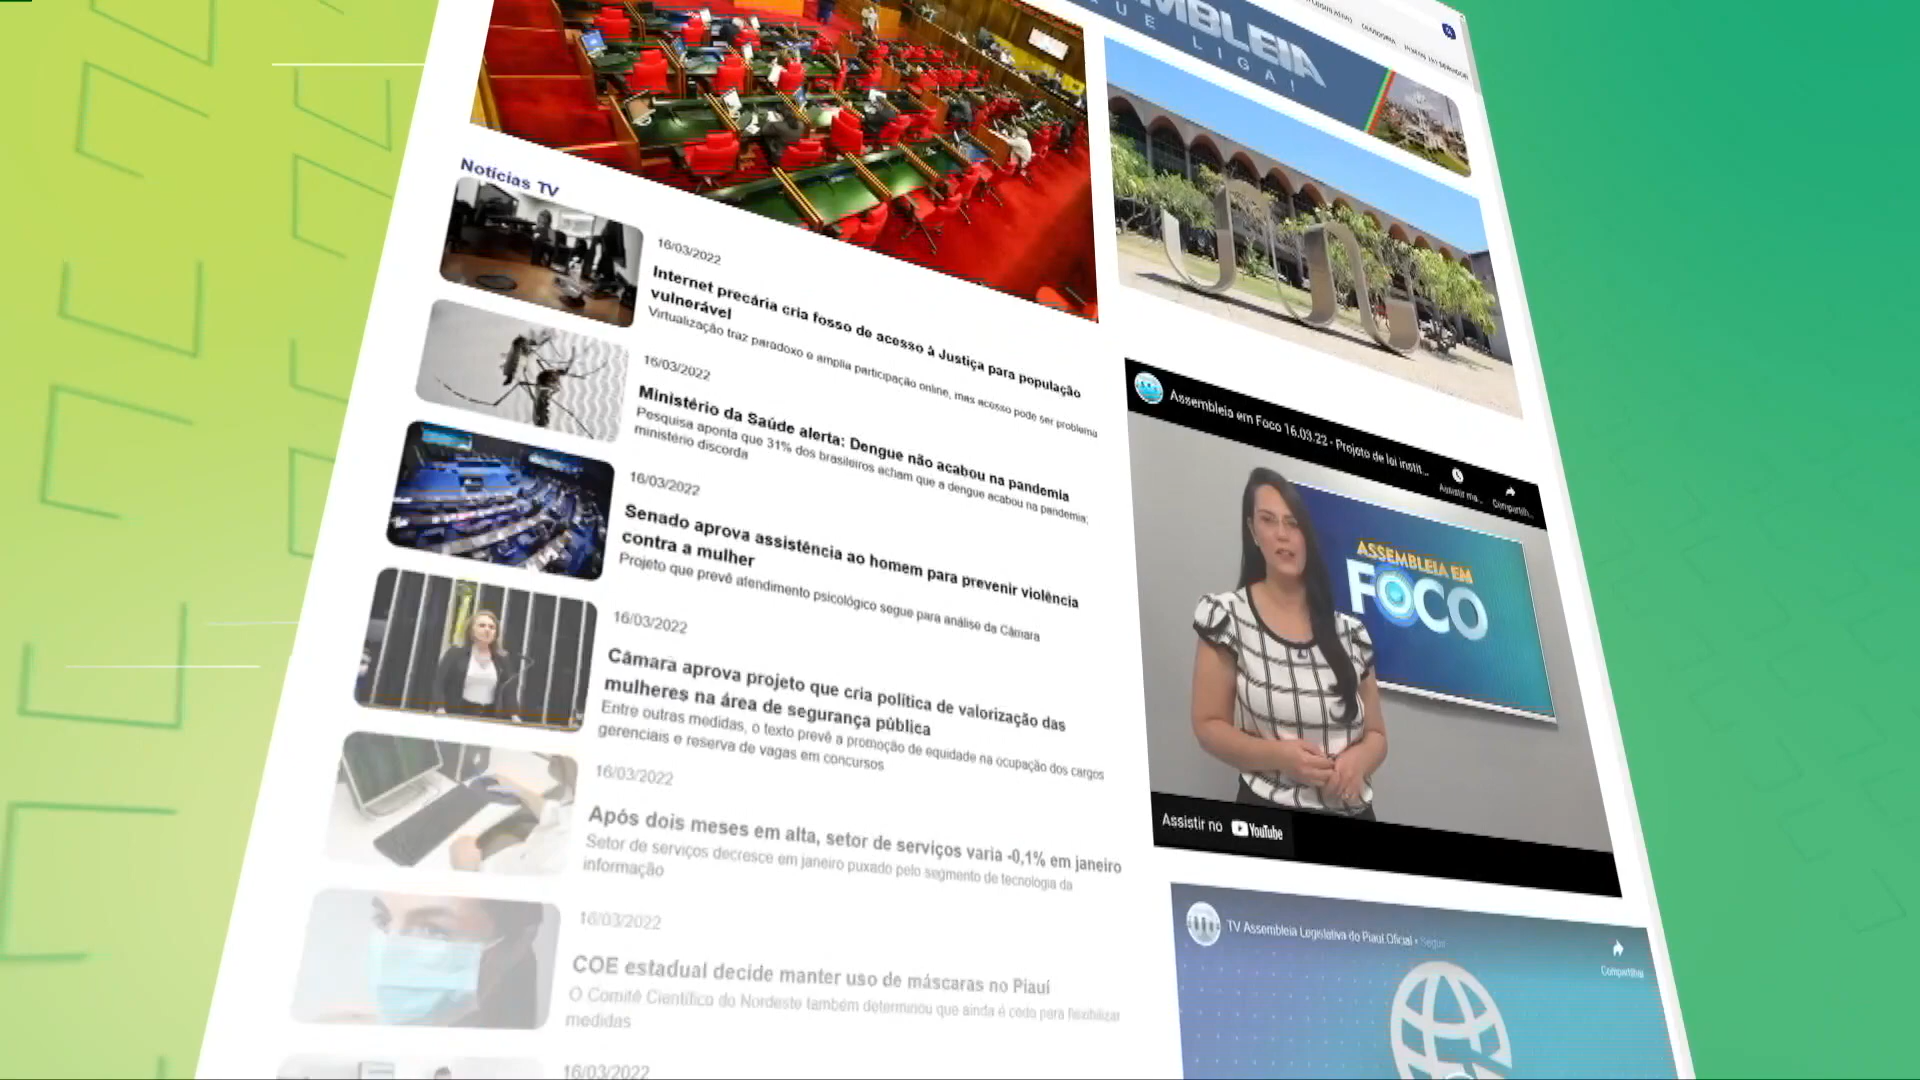 MBLEIA
QUE LIGA!
OUVIDORIA
Notícias TV
16/03/2022
Internet precária cria fosso de acesso à Justiça para população
vulnerável
Virtualização traz paradoxo e amplia participação online, mas acesso pode ser problema
16/03/2022
Ministério da Saúde alerta: Dengue não acabou na pandemia
Pesquisa aponta que 31% dos brasileiros acham que a dengue acabou na pandemia;
ministério discorda
16/03/2022
Senado aprova assistência ao homem para prevenir violência
contra a mulher
Projeto que prevê atendimento psicológico segue para análise da Câmara
16/03/2022
Câmara aprova projeto que cria política de valorização das
mulheres na área de segurança pública
Entre outras medidas, o texto prevê a promoção de equidade na ocupação dos cargos
gerenciais e reserva de vagas em concursos
16/03/2022
Após dois meses em alta, setor de serviços varia -0,1% em janeiro
Setor de serviços decresce em janeiro puxado pelo segmento de tecnologia da
informação
16/03/2022
COE estadual decide manter uso de máscaras no Piauí
O Comitê Científico do Nordeste também determinou que ainda é cedo para flexibilizar
medidas
16/03/2022
Assembleia em Foco 16.03.22 - Projeto de lei instit...
Assistir ma...
Compartilh...
ASSEMBLEIA EM
FOCO
Assistir no YouTube
TV Assembleia Legislativa do Piauí Oficial • Seguir
Compartilhar